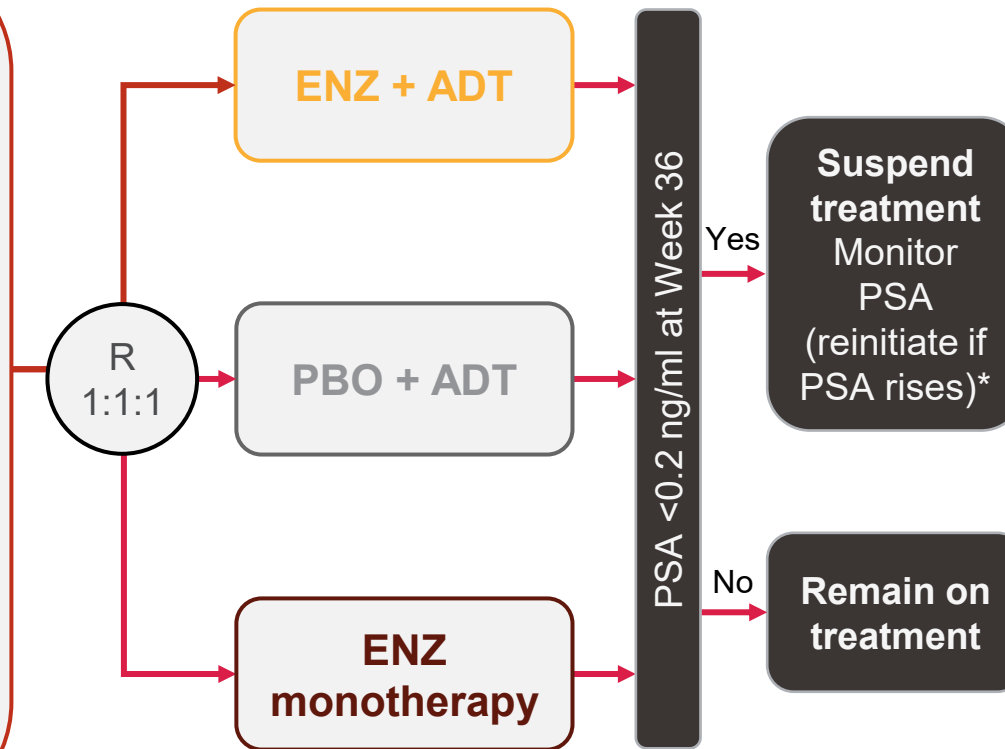 ENZ + ADT
R
1:1:1
PBO + ADT
ENZ
monotherapy
PSA <0.2 ng/ml at Week 36
Yes
Suspend
treatment
Monitor
PSA
(reinitiate if
PSA rises)*
No
Remain on
treatment